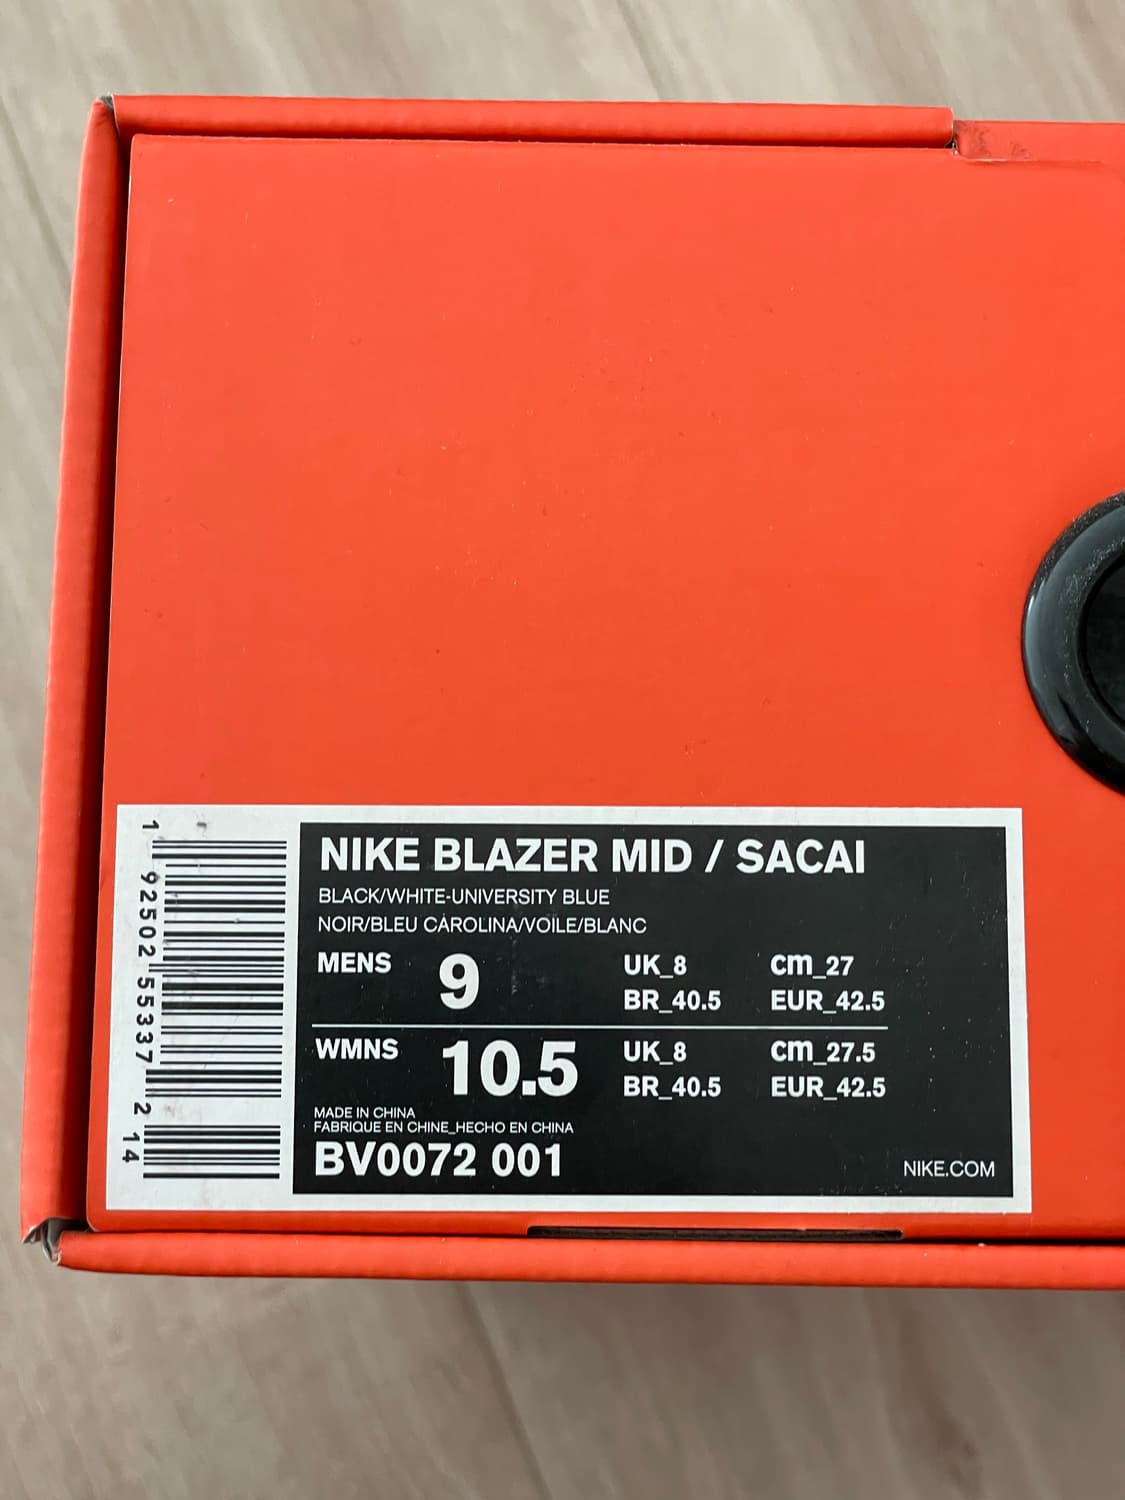 NIKE BLAZER MID / SACAI
BLACK/WHITE-UNIVERSITY BLUE
NOIR/BLEU CAROLINA/VOILE/BLANC
MENS 9 UK_8 cm_27
BR_40.5 EUR_42.5
WMNS 10.5 UK_8 cm_27.5
BR_40.5 EUR_42.5
MADE IN CHINA
FABRIQUE EN CHINE_HECHO EN CHINA
BV0072 001
NIKE.COM
1 92502 55337 2 14